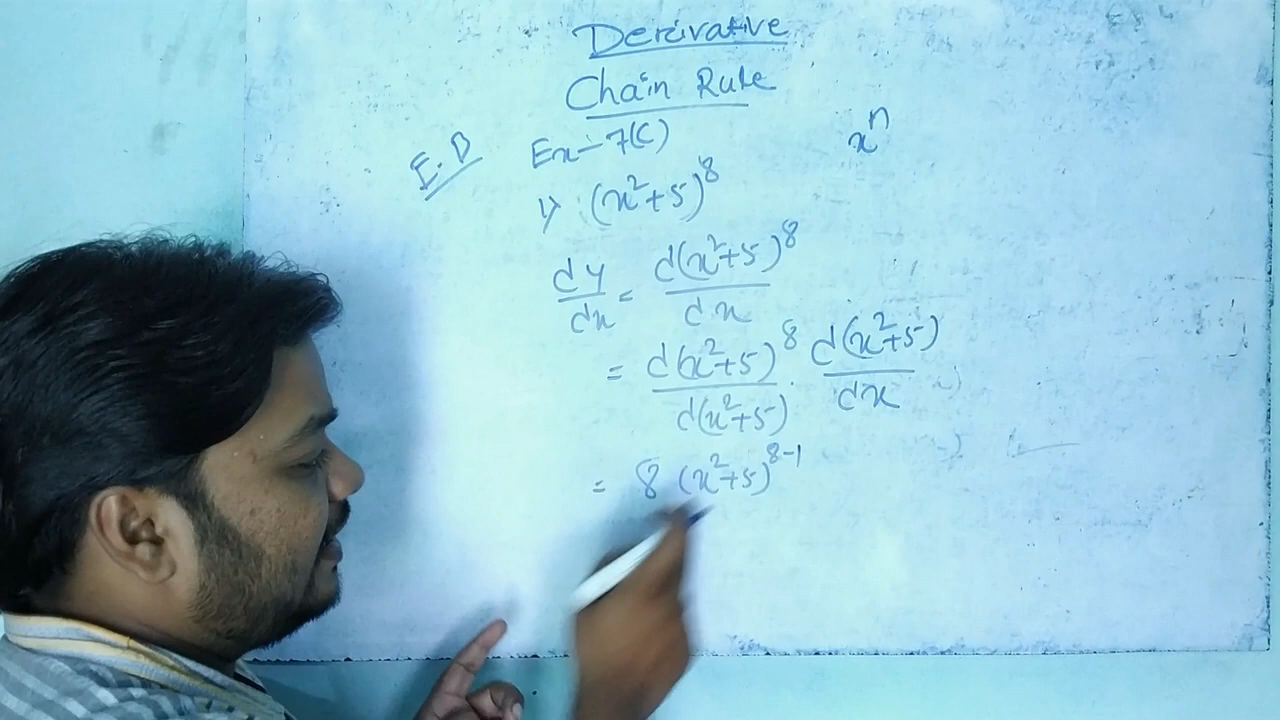 Derivative
Chain Rule
E.B Ex-7(C) xⁿ
1) (x²+5)⁸
dy/dx = d(x²+5)⁸/dx
= d(x²+5)⁸/d(x²+5) . d(x²+5)/dx
= 8 (x²+5)⁸⁻¹